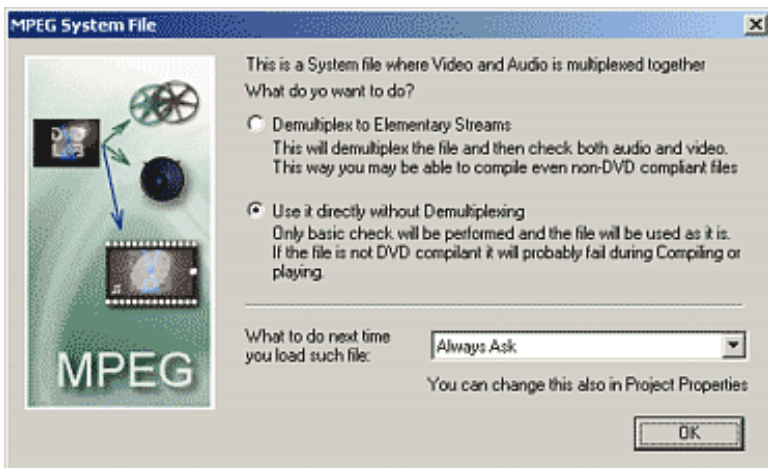 MPEG System File
This is a System file where Video and Audio is multiplexed together
What do yo want to do?
Demultiplex to Elementary Streams
This will demultiplex the file and then check both audio and video.
This way you may be able to compile even non-DVD compliant files
Use it directly without Demultiplexing
Only basic check will be performed and the file will be used as it is.
If the file is not DVD compilant it will probably fail during Compiling or
playing.
What to do next time
you load such file:
Always Ask
You can change this also in Project Properties
OK
MPEG